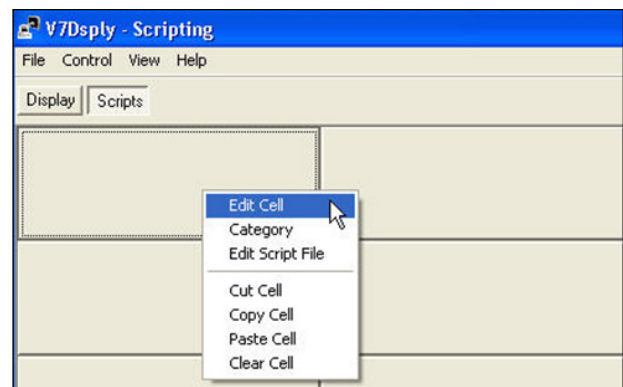 V7Dsply - Scripting
File Control View Help
Display Scripts
Edit Cell
Category
Edit Script File
Cut Cell
Copy Cell
Paste Cell
Clear Cell